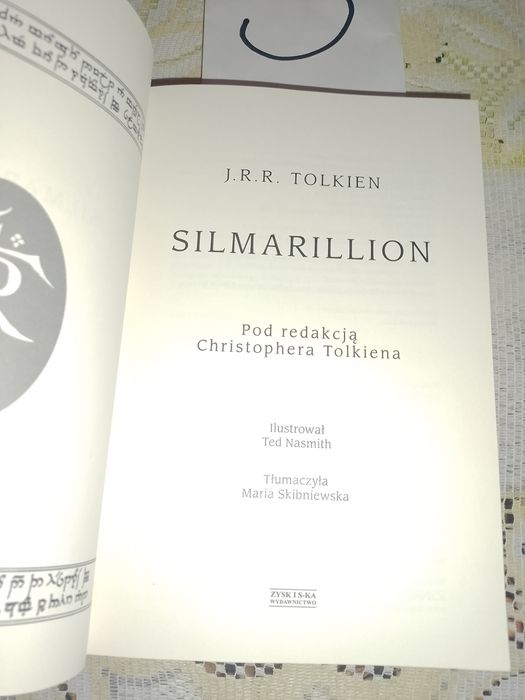 J.R.R. TOLKIEN
SILMARILLION
Pod redakcją
Christophera Tolkiena
Ilustrował
Ted Nasmith
Tłumaczyła
Maria Skibniewska
ZYSK I S-KA
WYDAWNICTWO